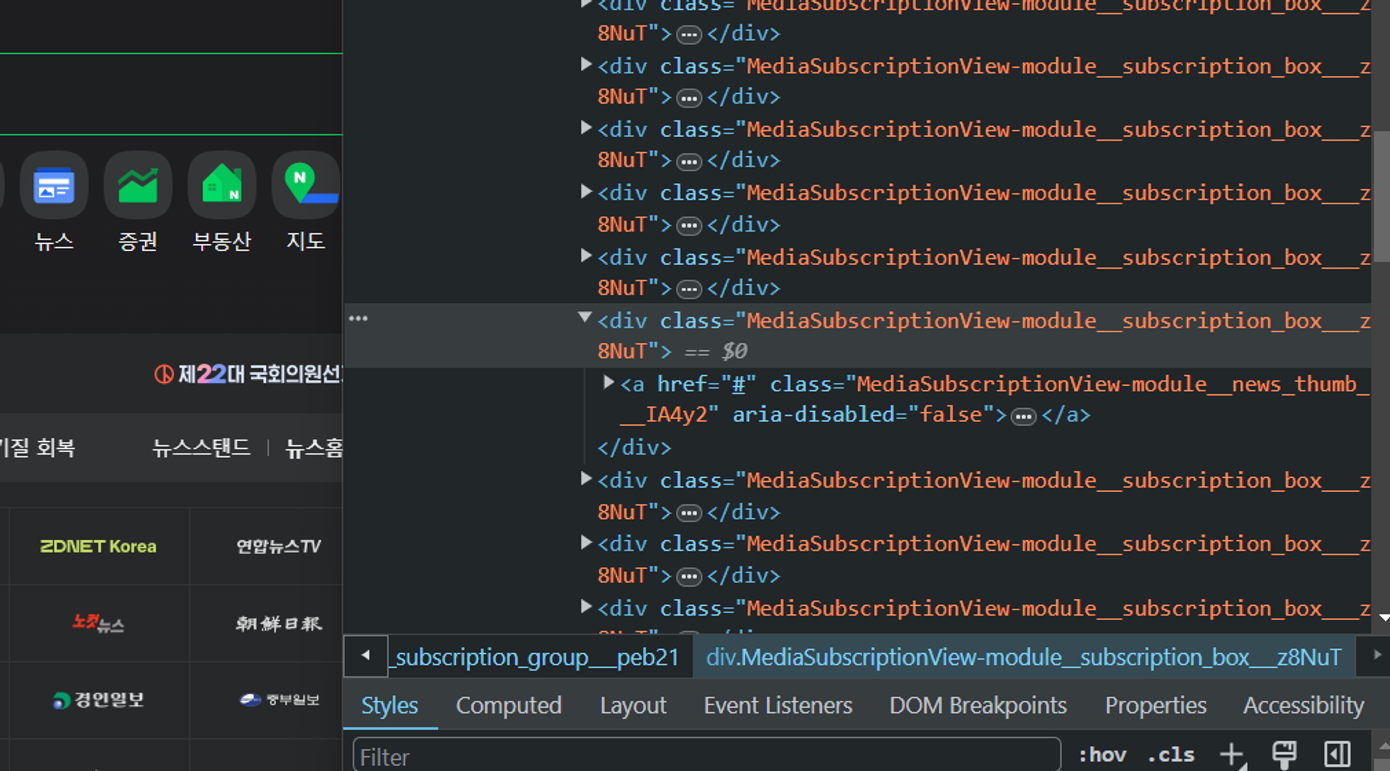 뉴스
증권
부동산
지도
제22대 국회의원선
기질 회복
뉴스스탠드
뉴스홈
ZDNET Korea
연합뉴스TV
노컷뉴스
朝鮮日報
경인일보
중부일보
<div class="MediaSubscriptionView-module__subscription_box___z
8NuT">…</div>
<div class="MediaSubscriptionView-module__subscription_box___z
8NuT">…</div>
<div class="MediaSubscriptionView-module__subscription_box___z
8NuT">…</div>
<div class="MediaSubscriptionView-module__subscription_box___z
8NuT">…</div>
<div class="MediaSubscriptionView-module__subscription_box___z
8NuT">…</div>
<div class="MediaSubscriptionView-module__subscription_box___z
8NuT"> == $0
<a href="#" class="MediaSubscriptionView-module__news_thumb_
__IA4y2" aria-disabled="false">…</a>
</div>
<div class="MediaSubscriptionView-module__subscription_box___z
8NuT">…</div>
<div class="MediaSubscriptionView-module__subscription_box___z
8NuT">…</div>
<div class="MediaSubscriptionView-module__subscription_box___z
_subscription_group___peb21 div.MediaSubscriptionView-module__subscription_box___z8NuT
Styles Computed Layout Event Listeners DOM Breakpoints Properties Accessibility
Filter :hov .cls